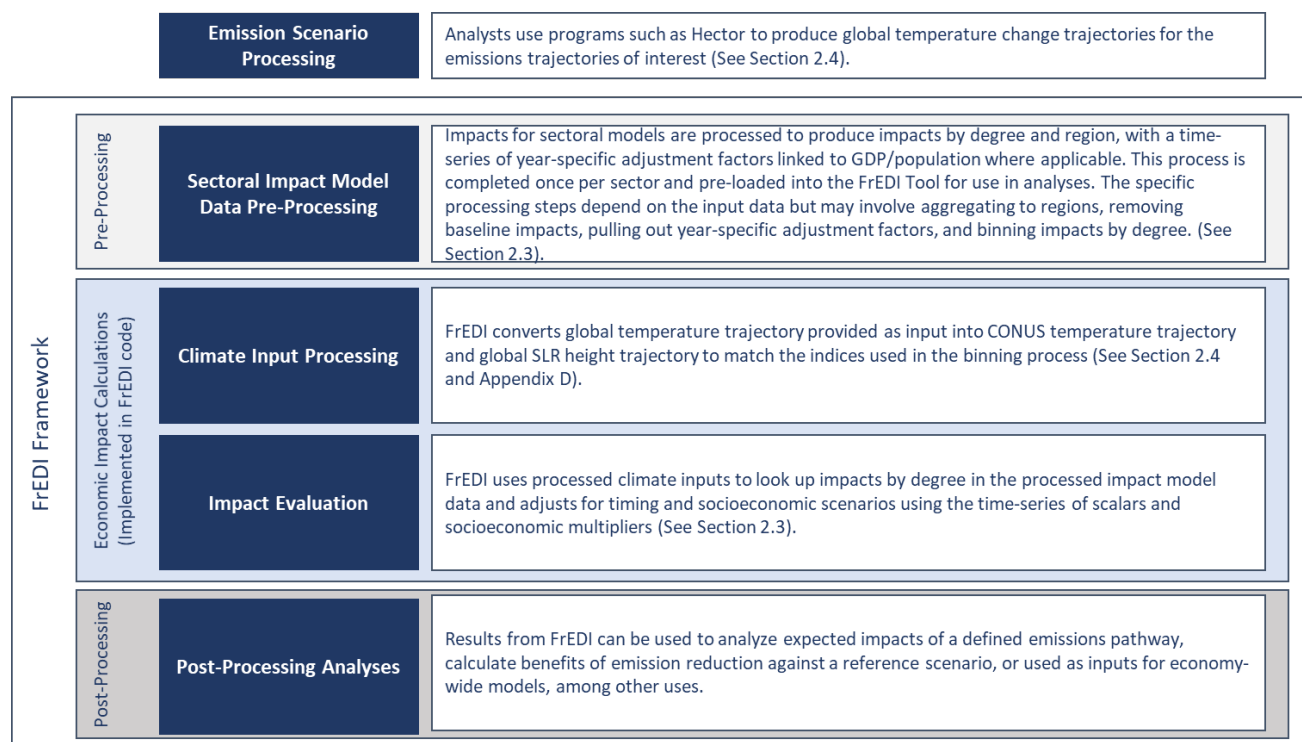 Emission Scenario
Processing
Analysts use programs such as Hector to produce global temperature change trajectories for the
emissions trajectories of interest (See Section 2.4).
FrEDI Framework
Pre-Processing
Sectoral Impact Model
Data Pre-Processing
Impacts for sectoral models are processed to produce impacts by degree and region, with a time-
series of year-specific adjustment factors linked to GDP/population where applicable. This process is
completed once per sector and pre-loaded into the FrEDI Tool for use in analyses. The specific
processing steps depend on the input data but may involve aggregating to regions, removing
baseline impacts, pulling out year-specific adjustment factors, and binning impacts by degree. (See
Section 2.3).
Economic Impact Calculations
(Implemented in FrEDI code)
Climate Input Processing
FrEDI converts global temperature trajectory provided as input into CONUS temperature trajectory
and global SLR height trajectory to match the indices used in the binning process (See Section 2.4
and Appendix D).
Impact Evaluation
FrEDI uses processed climate inputs to look up impacts by degree in the processed impact model
data and adjusts for timing and socioeconomic scenarios using the time-series of scalars and
socioeconomic multipliers (See Section 2.3).
Post-Processing
Post-Processing Analyses
Results from FrEDI can be used to analyze expected impacts of a defined emissions pathway,
calculate benefits of emission reduction against a reference scenario, or used as inputs for economy-
wide models, among other uses.